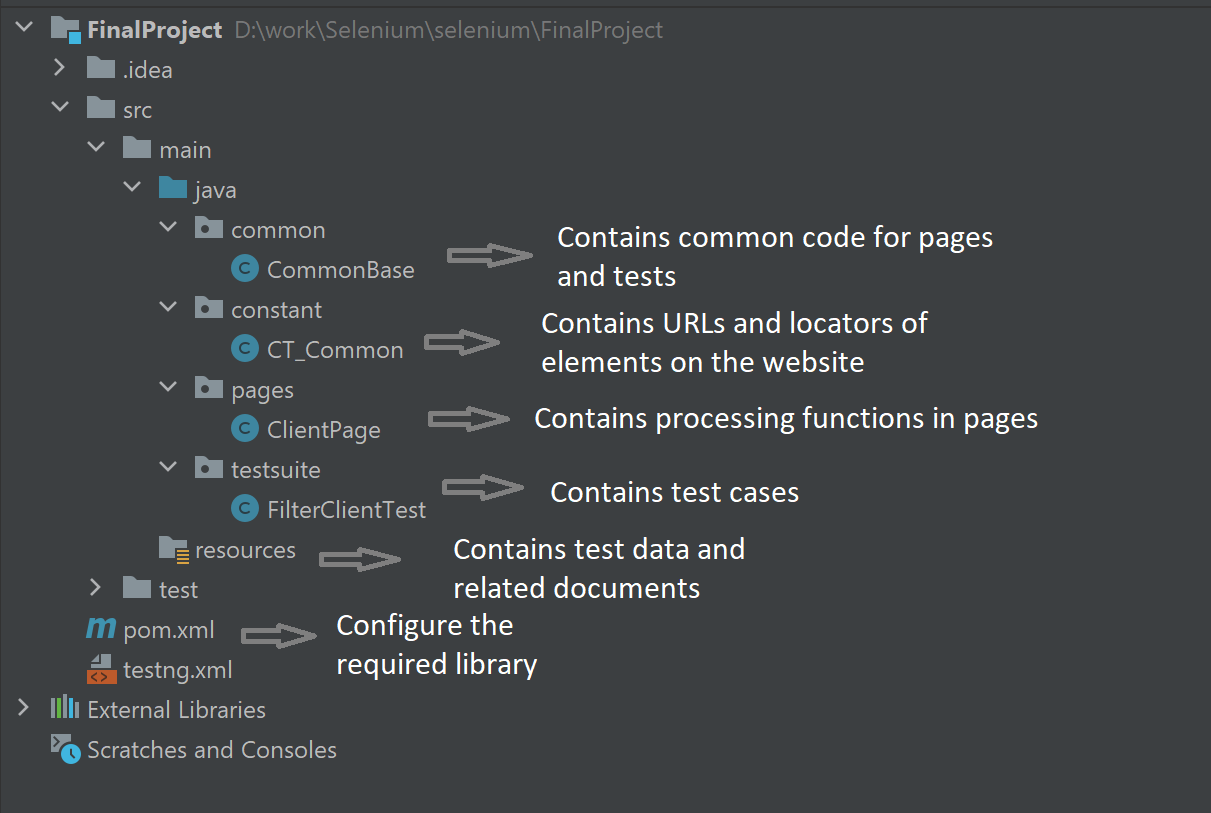 FinalProject D:\work\Selenium\selenium\FinalProject
.idea
src
main
java
common
CommonBase
Contains common code for pages
and tests
constant
CT_Common
Contains URLs and locators of
elements on the website
pages
ClientPage
Contains processing functions in pages
testsuite
FilterClientTest
Contains test cases
resources
Contains test data and
related documents
test
pom.xml
Configure the
required library
testng.xml
External Libraries
Scratches and Consoles